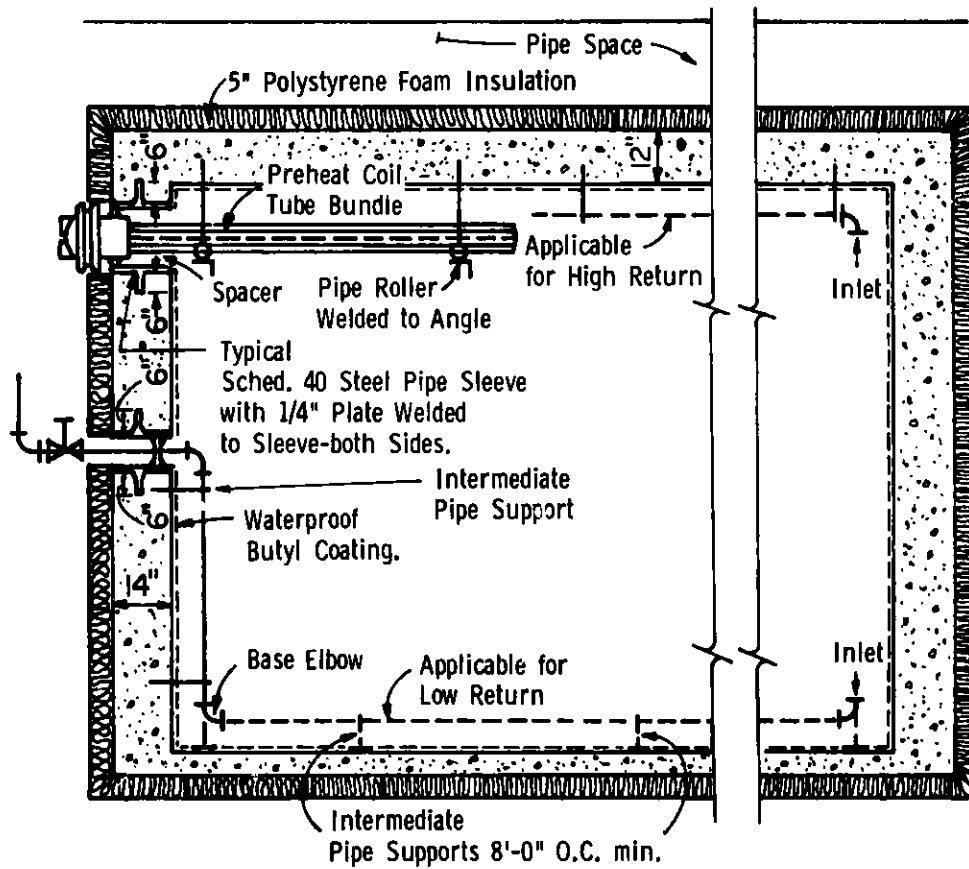 Pipe Space
5" Polystyrene Foam Insulation
6"
12"
Preheat Coil
Tube Bundle
Applicable
for High Return
Inlet
Spacer
Pipe Roller
Welded to Angle
6"
Typical
Sched. 40 Steel Pipe Sleeve
with 1/4" Plate Welded
to Sleeve-both Sides.
6"
Intermediate
Pipe Support
6"
Waterproof
Butyl Coating.
14"
Base Elbow
Applicable for
Low Return
Inlet
Intermediate
Pipe Supports 8'-0" O.C. min.